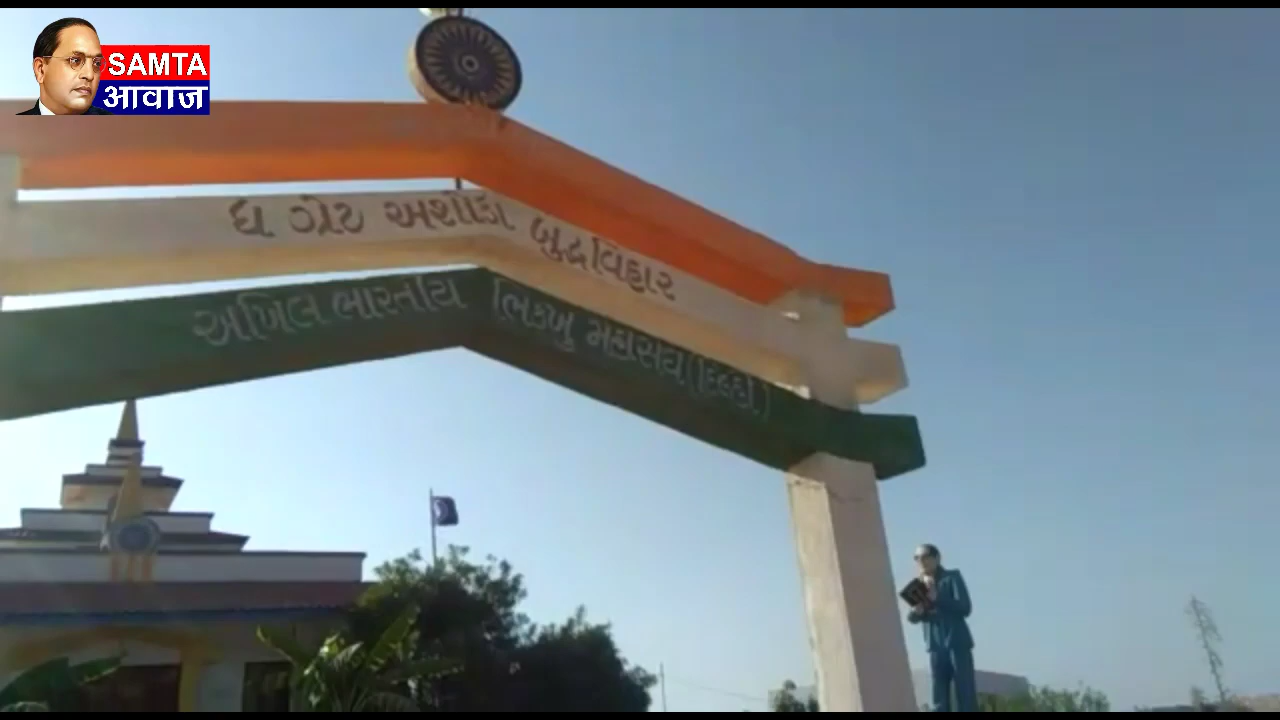 SAMTA
आवाज
ધ ગ્રેટ અશોકા બુદ્ધવિહાર
અખિલ ભારતીય ભિક્ખુ મહાસંઘ (દિલ્હી)